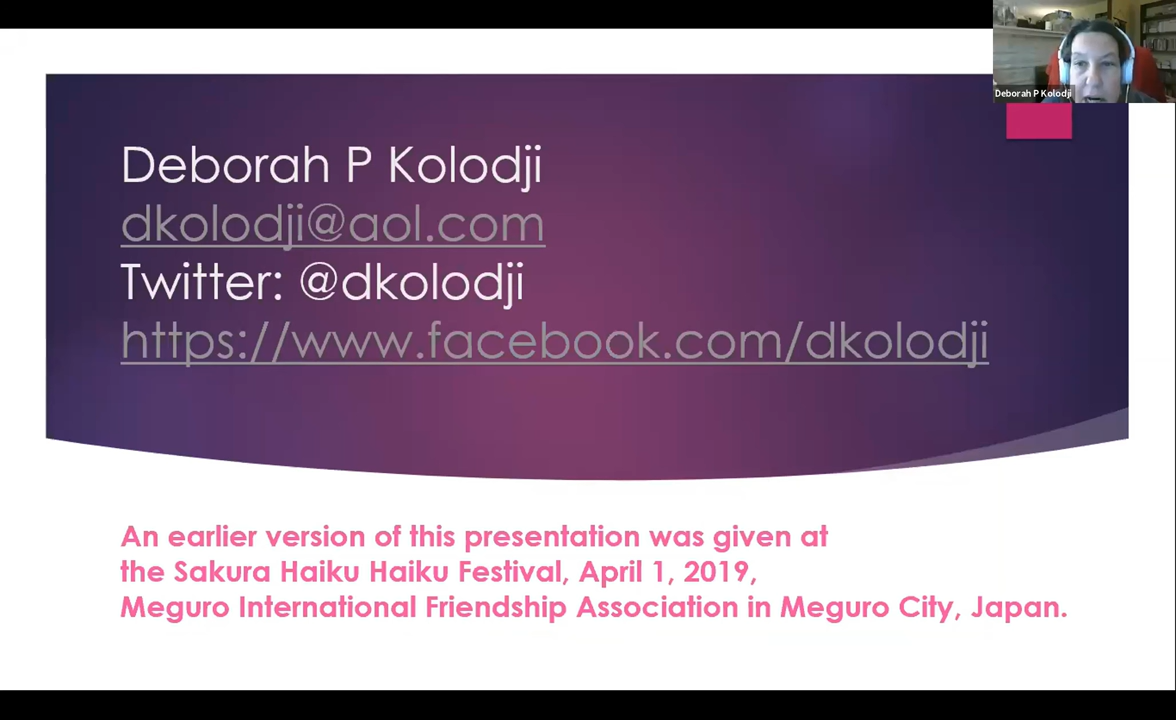 Deborah P Kolodji
Deborah P Kolodji
dkolodji@aol.com
Twitter: @dkolodji
https://www.facebook.com/dkolodji
An earlier version of this presentation was given at
the Sakura Haiku Haiku Festival, April 1, 2019,
Meguro International Friendship Association in Meguro City, Japan.